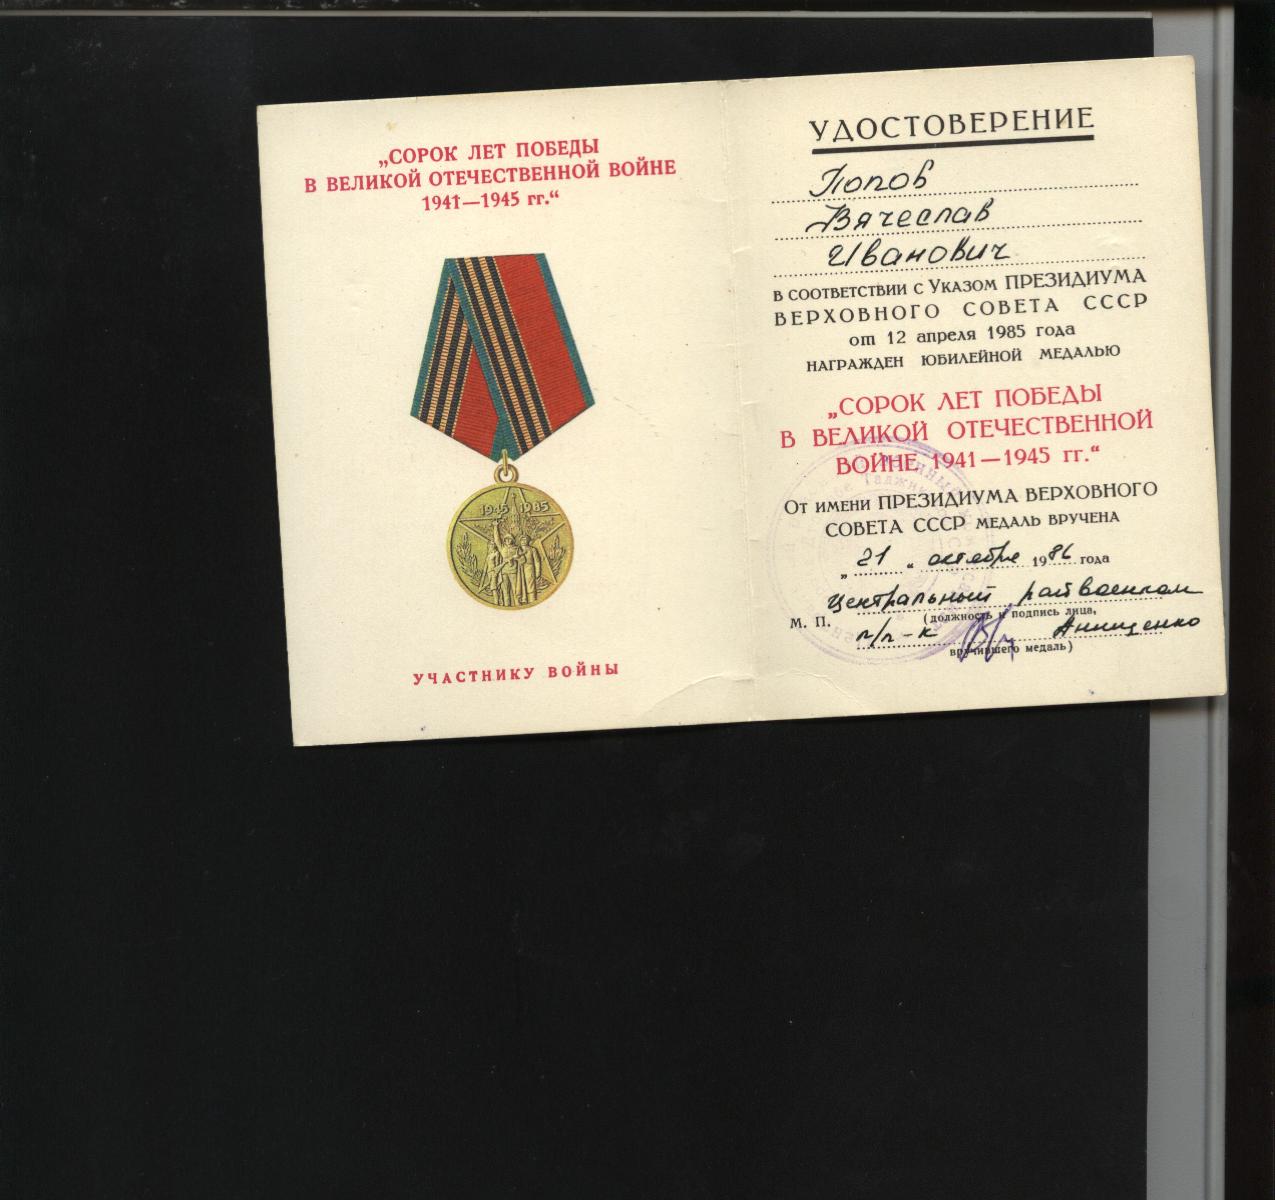 „СОРОК ЛЕТ ПОБЕДЫ
В ВЕЛИКОЙ ОТЕЧЕСТВЕННОЙ ВОЙНЕ
1941—1945 гг.“
1945 1985
УЧАСТНИКУ ВОЙНЫ
УДОСТОВЕРЕНИЕ
Попов
Вячеслав
Иванович
В СООТВЕТСТВИИ С УКАЗОМ ПРЕЗИДИУМА
ВЕРХОВНОГО СОВЕТА СССР
от 12 апреля 1985 года
НАГРАЖДЕН ЮБИЛЕЙНОЙ МЕДАЛЬЮ
„СОРОК ЛЕТ ПОБЕДЫ
В ВЕЛИКОЙ ОТЕЧЕСТВЕННОЙ
ВОЙНЕ 1941—1945 гг.“
ОТ ИМЕНИ ПРЕЗИДИУМА ВЕРХОВНОГО
СОВЕТА СССР МЕДАЛЬ ВРУЧЕНА
„21“ октября 1986 года
Центральный райвоенком
М. П. (должность и подпись лица,
п/п-к Анищенко
вручившего медаль)